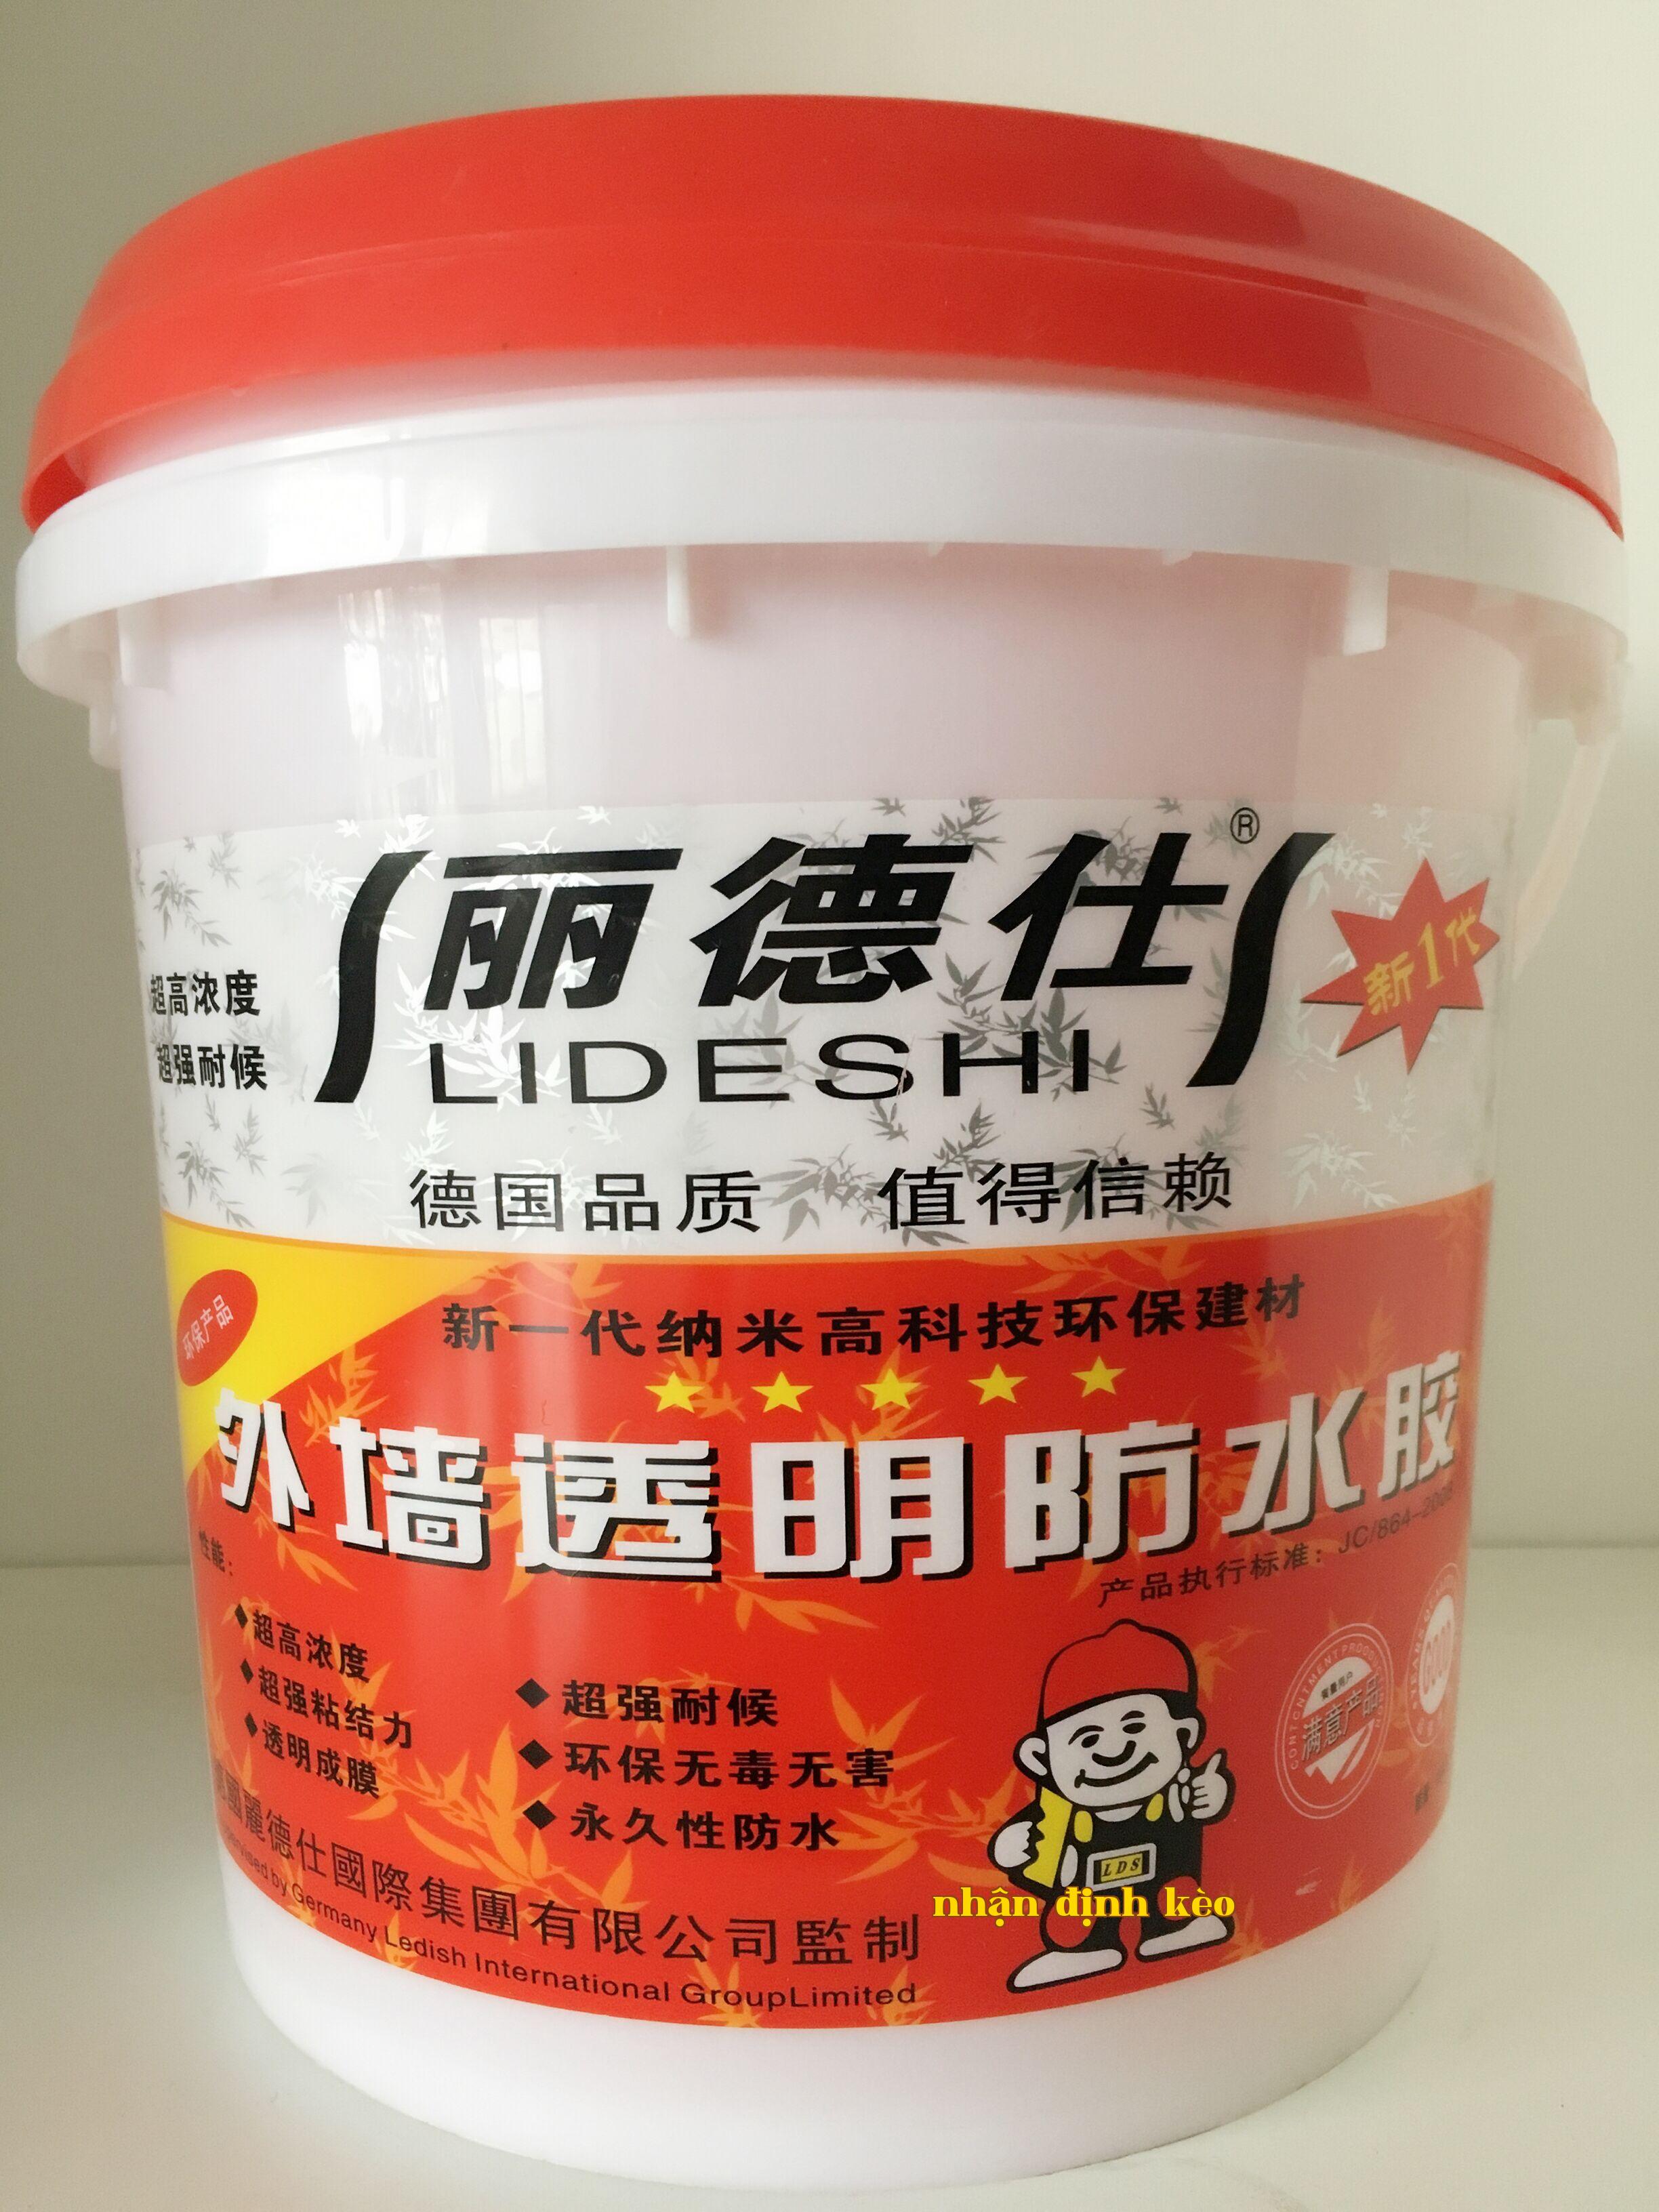 丽德仕®
LIDESHI
新1代
超高浓度
超强耐候
德国品质 值得信赖
环保产品
新一代纳米高科技环保建材
外墙透明防水胶
产品执行标准：JC/864-2008
性能：
◆超高浓度
◆超强粘结力
◆透明成膜
◆超强耐候
◆环保无毒无害
◆永久性防水
LDS
CONTENTMENT PRODUCT
满意产品
GOOD
nhận định kèo
國麗德仕國際集團有限公司監制
by Germany Ledish International GroupLimited